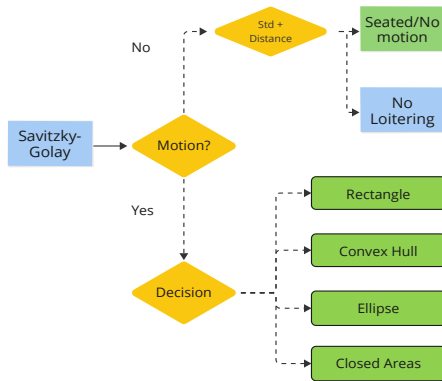 Std +
Distance
Seated/No
motion
No
No
Loitering
Savitzky-
Golay
Motion?
Yes
Rectangle
Convex Hull
Decision
Ellipse
Closed Areas